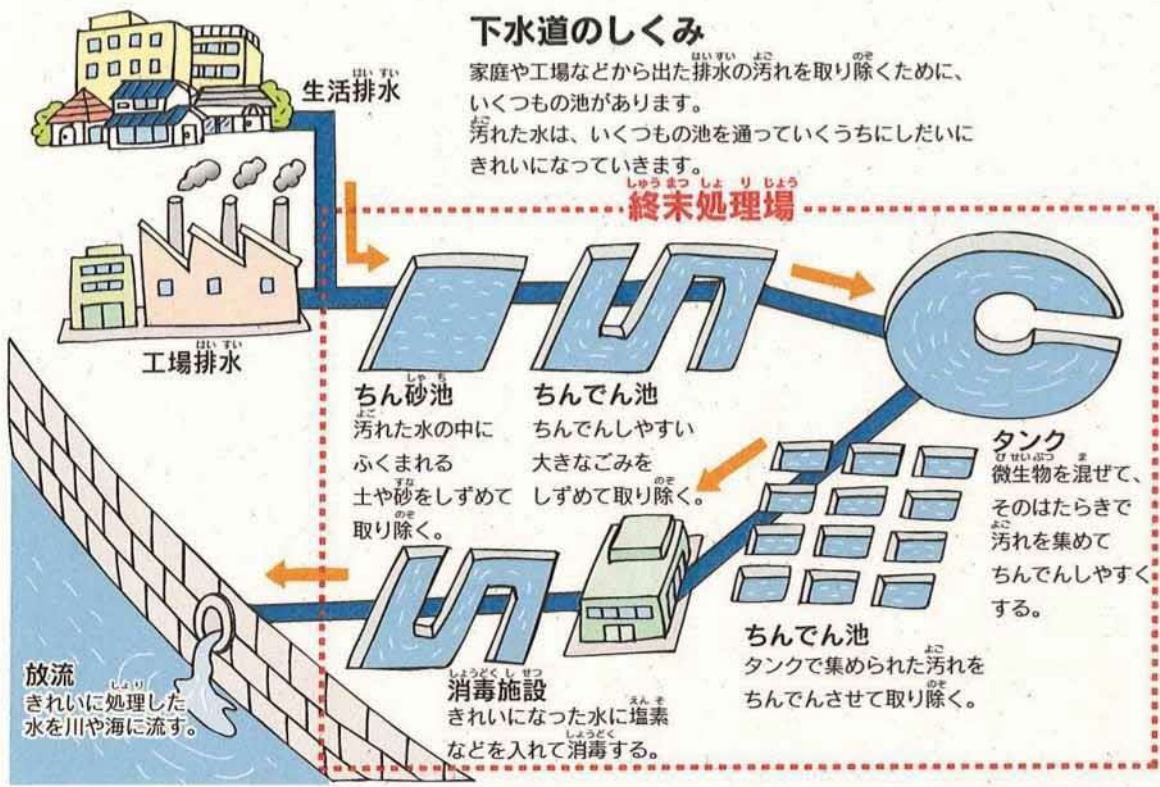 下水道のしくみ
家庭や工場などから出た排水の汚れを取り除くために、
いくつもの池があります。
汚れた水は、いくつもの池を通っていくうちにしだいに
きれいになっていきます。
生活排水
工場排水
終末処理場
ちん砂池
汚れた水の中に
ふくまれる
土や砂をしずめて
取り除く。
ちんでん池
ちんでんしやすい
大きなごみを
しずめて取り除く。
タンク
微生物を混ぜて、
そのはたらきで
汚れを集めて
ちんでんしやすく
する。
ちんでん池
タンクで集められた汚れを
ちんでんさせて取り除く。
消毒施設
きれいになった水に塩素
などを入れて消毒する。
放流
きれいに処理した
水を川や海に流す。